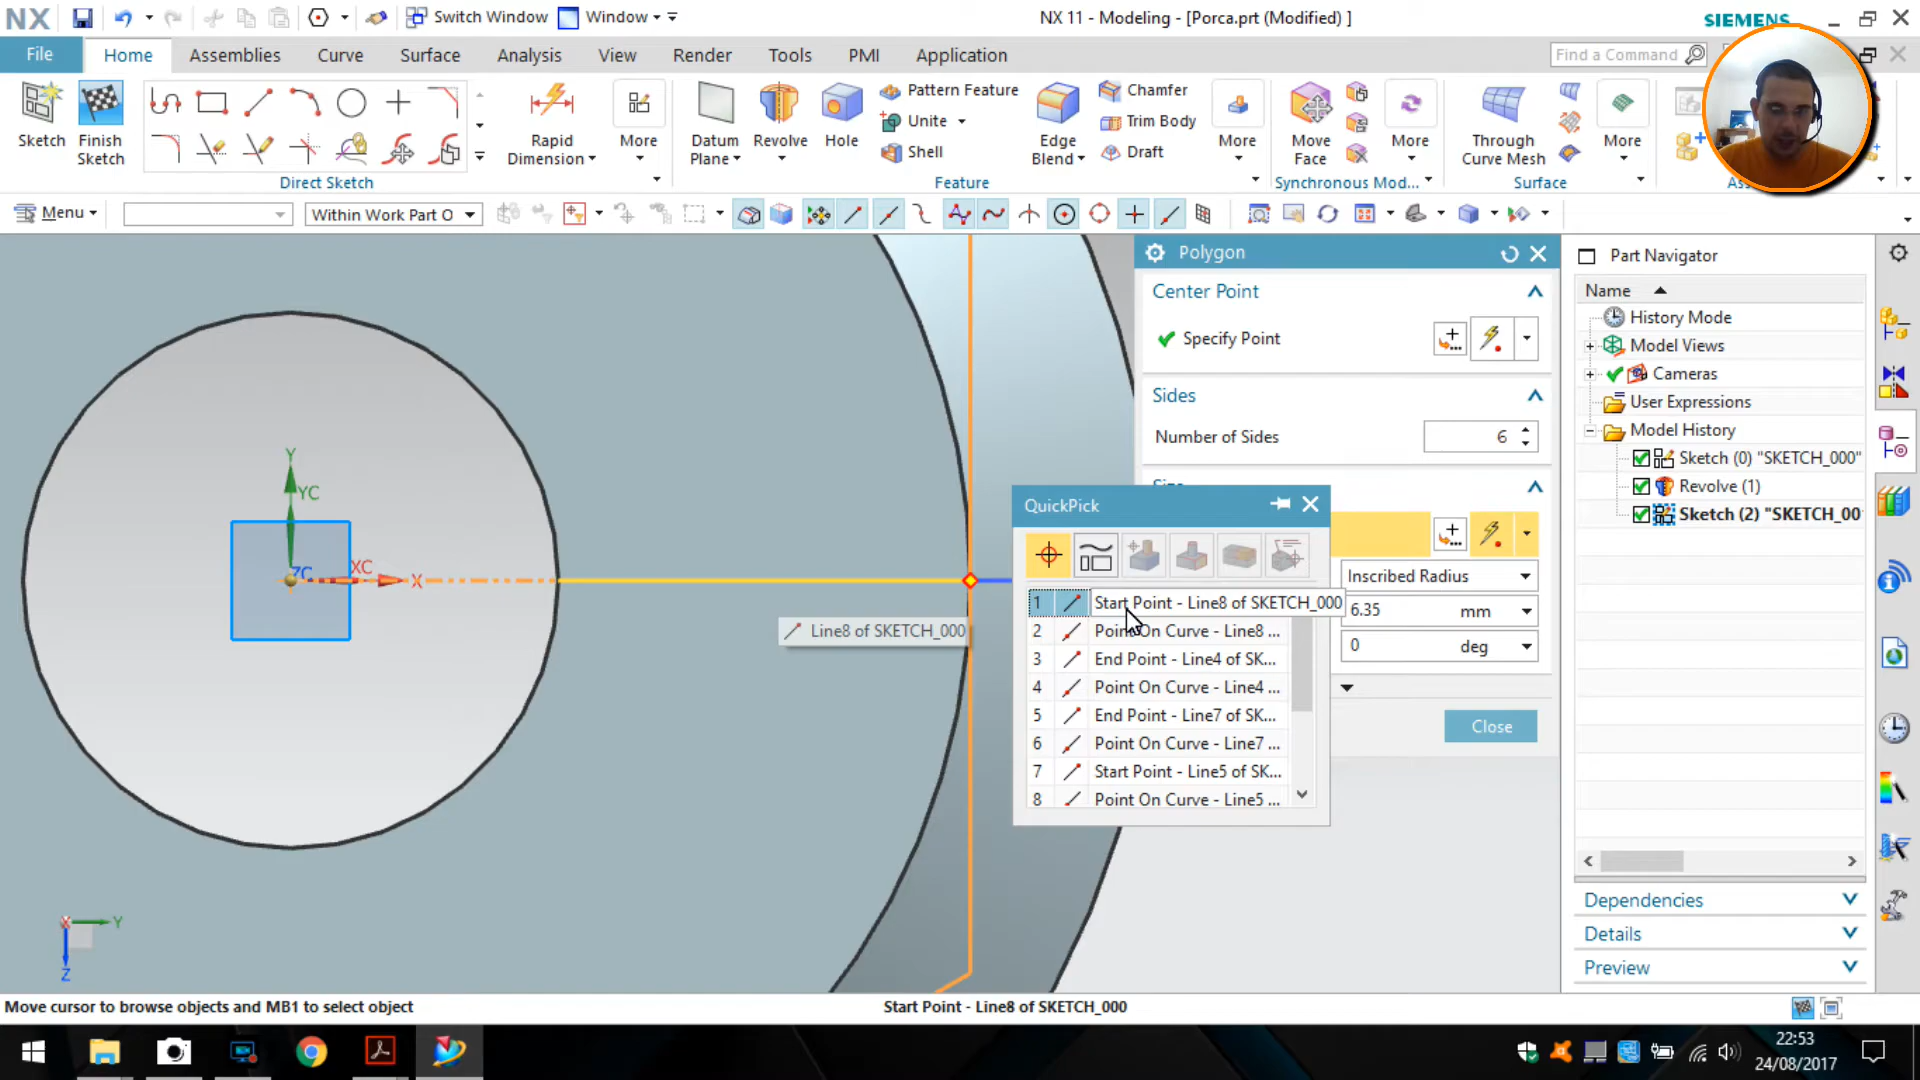 NX
Switch Window
Window
NX 11 - Modeling - [Porca.prt (Modified) ]
SIEMENS
File
Home
Assemblies
Curve
Surface
Analysis
View
Render
Tools
PMI
Application
Find a Command
Sketch
Finish Sketch
Direct Sketch
Rapid Dimension
More
Datum Plane
Revolve
Hole
Pattern Feature
Unite
Shell
Edge Blend
Chamfer
Trim Body
Draft
More
Feature
Move Face
More
Synchronous Mod...
Through Curve Mesh
More
Surface
Menu
Within Work Part O
Polygon
Center Point
Specify Point
Sides
Number of Sides
6
Inscribed Radius
6.35 mm
0 deg
Close
QuickPick
1 Start Point - Line8 of SKETCH_000
2 Point On Curve - Line8 ...
3 End Point - Line4 of SK...
4 Point On Curve - Line4 ...
5 End Point - Line7 of SK...
6 Point On Curve - Line7 ...
7 Start Point - Line5 of SK...
8 Point On Curve - Line5 ...
Line8 of SKETCH_000
Y
YC
ZC
XC
X
Y
Z
Part Navigator
Name
History Mode
Model Views
Cameras
User Expressions
Model History
Sketch (0) "SKETCH_000"
Revolve (1)
Sketch (2) "SKETCH_00
Dependencies
Details
Preview
Move cursor to browse objects and MB1 to select object
Start Point - Line8 of SKETCH_000
22:53
24/08/2017